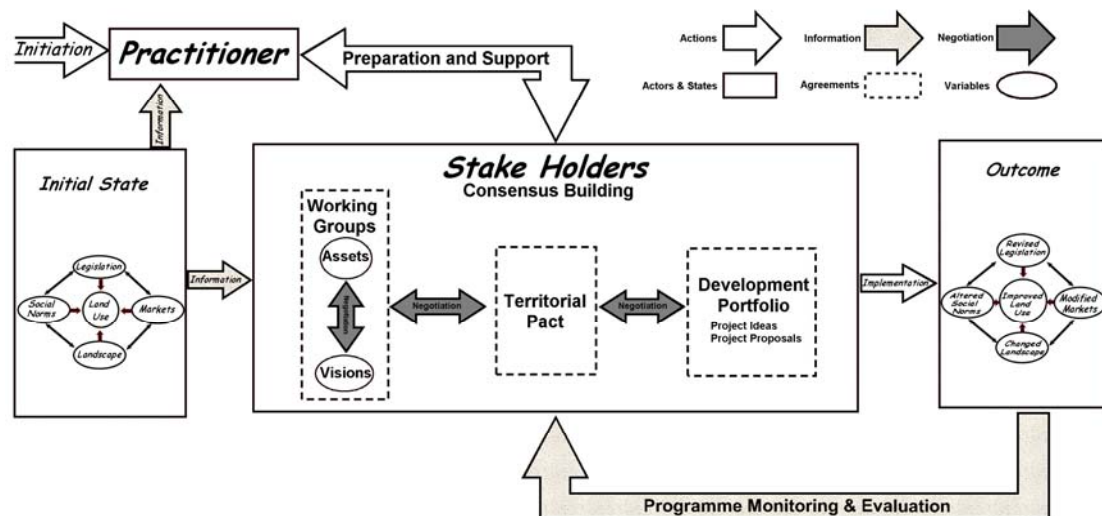 Initiation
Practitioner
Preparation and Support
Actions
Information
Negotiation
Actors & States
Agreements
Variables
Information
Initial State
Legislation
Social
Norms
Land
Use
Markets
Landscape
Information
Stake Holders
Consensus Building
Working
Groups
Assets
Negotiation
Visions
Negotiation
Territorial
Pact
Negotiation
Development
Portfolio
Project Ideas
Project Proposals
Implementation
Outcome
Revised
Legislation
Altered
Social
Norms
Improved
Land
Use
Modified
Markets
Changed
Landscape
Programme Monitoring & Evaluation